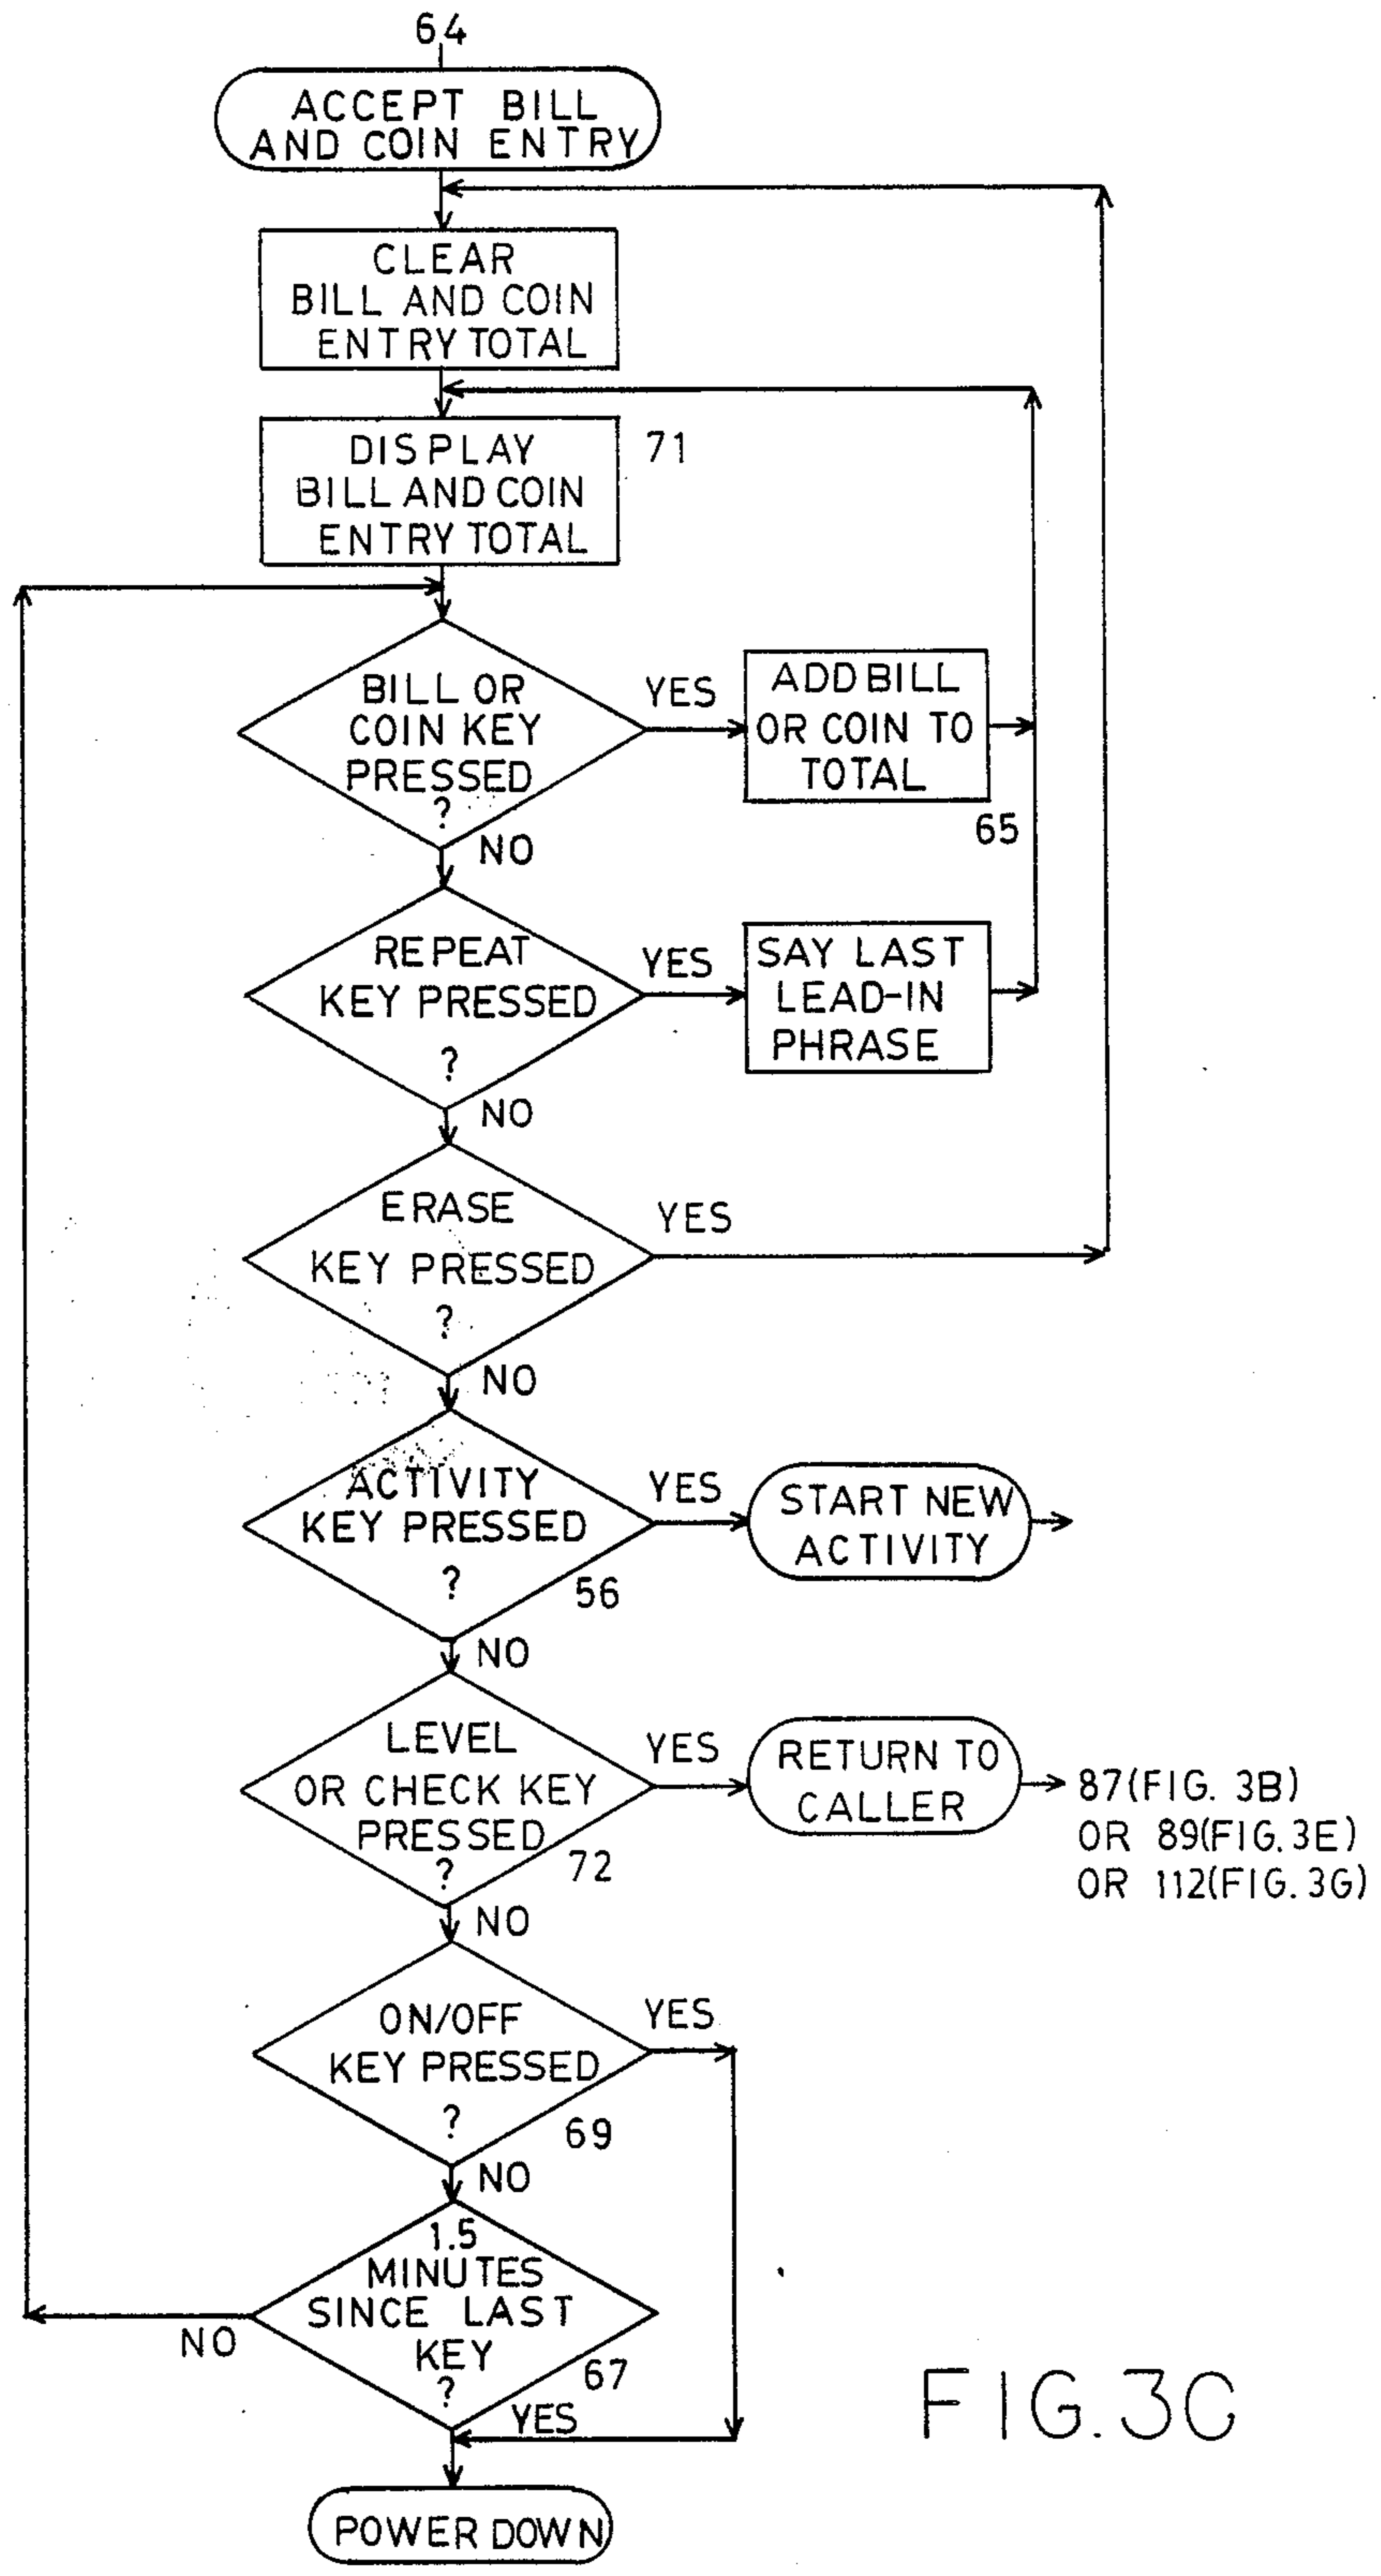 64
ACCEPT BILL
AND COIN ENTRY
CLEAR
BILL AND COIN
ENTRY TOTAL
DISPLAY
BILL AND COIN
ENTRY TOTAL
71
BILL OR
COIN KEY
PRESSED
?
YES
ADD BILL
OR COIN TO
TOTAL
65
NO
REPEAT
KEY PRESSED
?
YES
SAY LAST
LEAD-IN
PHRASE
NO
ERASE
KEY PRESSED
?
YES
NO
ACTIVITY
KEY PRESSED
?
56
YES
START NEW
ACTIVITY
NO
LEVEL
OR CHECK KEY
PRESSED
?
72
YES
RETURN TO
CALLER
87(FIG. 3B)
OR 89(FIG.3E)
OR 112(FIG.3G)
NO
ON/OFF
KEY PRESSED
?
69
YES
NO
1.5
MINUTES
SINCE LAST
KEY
?
67
NO
YES
POWER DOWN
FIG.3C